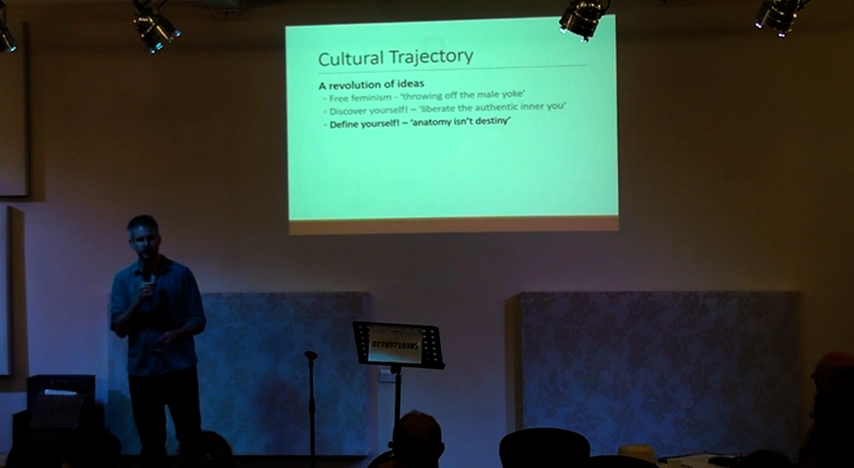 Cultural Trajectory
A revolution of ideas
- Free feminism - 'throwing off the male yoke'
- Discover yourself! – 'liberate the authentic inner you'
- Define yourself! – 'anatomy isn't destiny'
07789710385